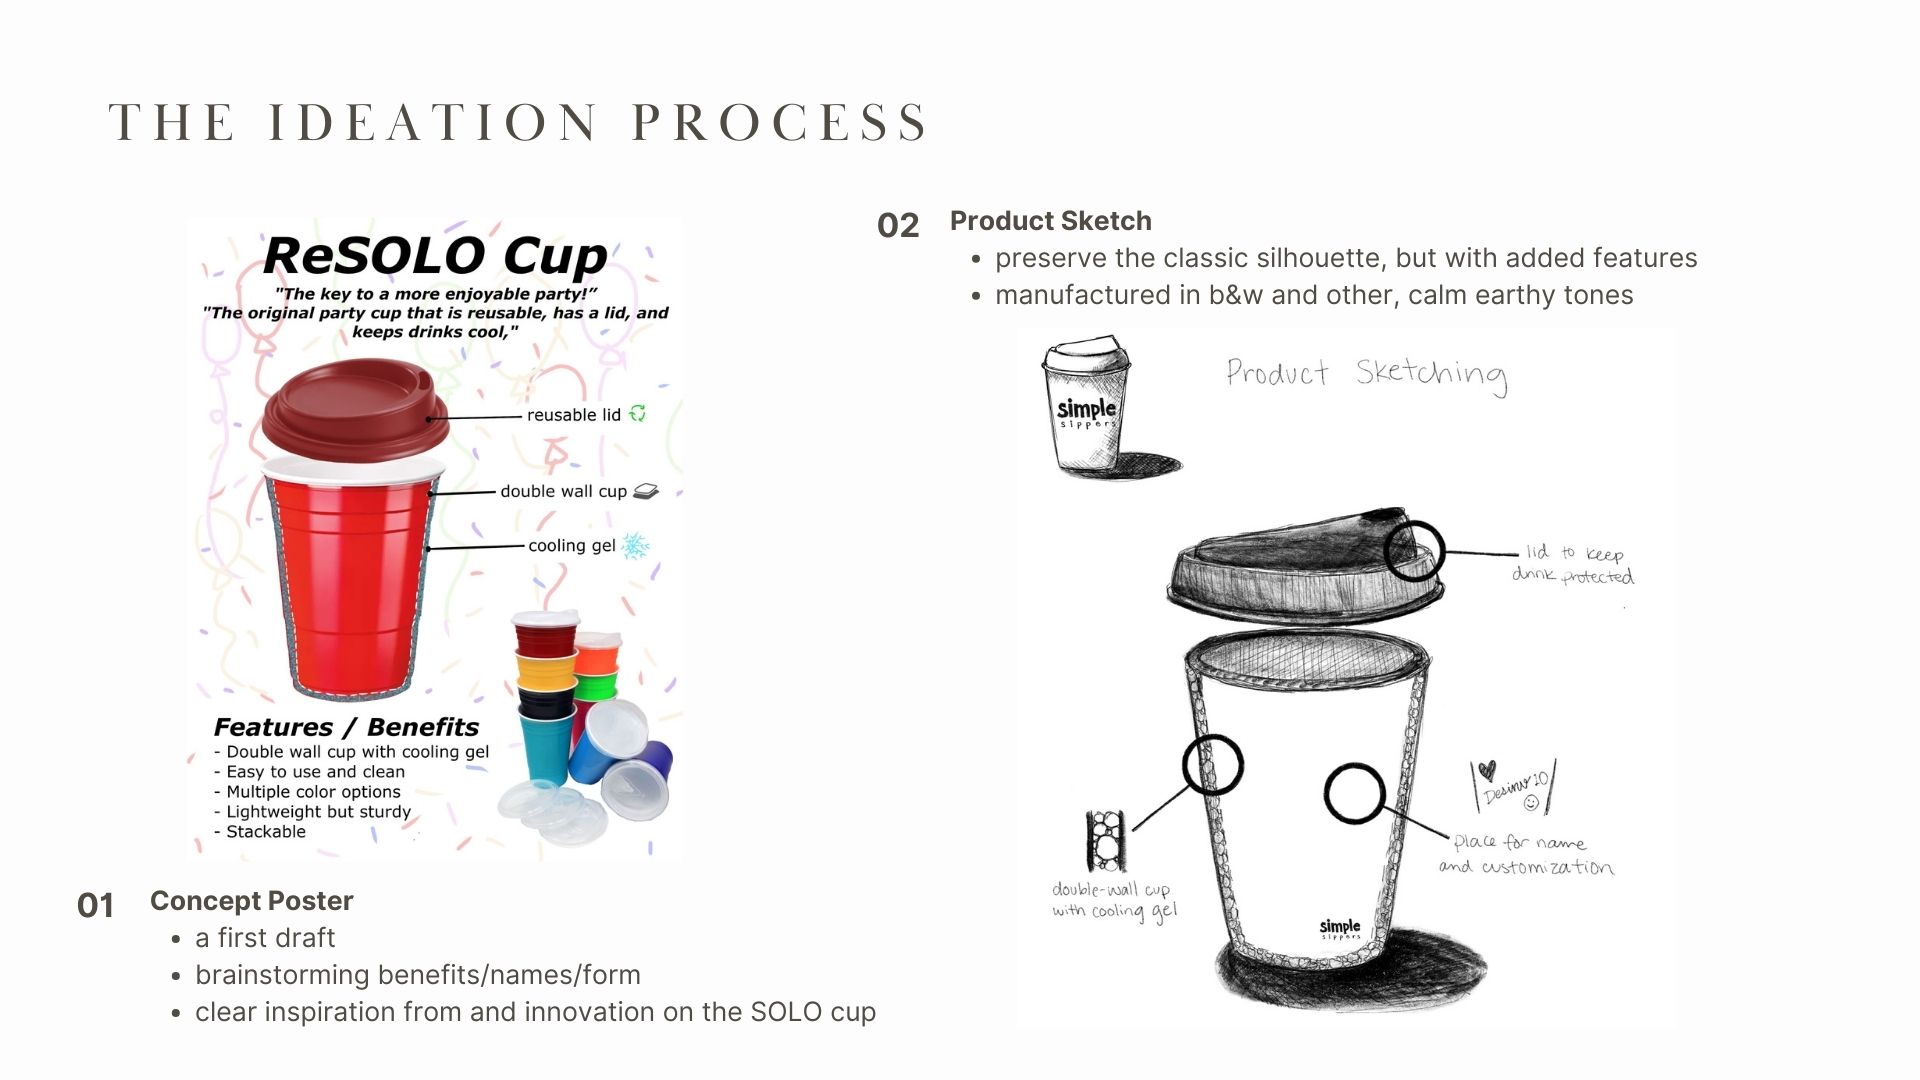 THE IDEATION PROCESS
ReSOLO Cup
"The key to a more enjoyable party!”
"The original party cup that is reusable, has a lid, and
keeps drinks cool,"
reusable lid
double wall cup
cooling gel
Features / Benefits
- Double wall cup with cooling gel
- Easy to use and clean
- Multiple color options
- Lightweight but sturdy
- Stackable
01 Concept Poster
• a first draft
• brainstorming benefits/names/form
• clear inspiration from and innovation on the SOLO cup
02 Product Sketch
• preserve the classic silhouette, but with added features
• manufactured in b&w and other, calm earthy tones
Product Sketching
simple
sippers
lid to keep
drink protected
place for name
and customization
double-wall cup
with cooling gel
simple
sippers